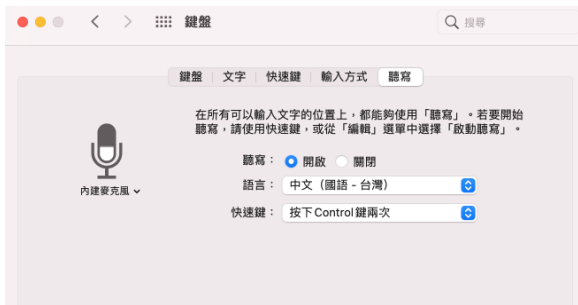 鍵盤
搜尋
鍵盤 文字 快速鍵 輸入方式 聽寫
在所有可以輸入文字的位置上，都能夠使用「聽寫」。若要開始
聽寫，請使用快速鍵，或從「編輯」選單中選擇「啟動聽寫」。
聽寫： 開啟 關閉
內建麥克風
語言： 中文（國語 - 台灣）
快速鍵： 按下 Control 鍵兩次